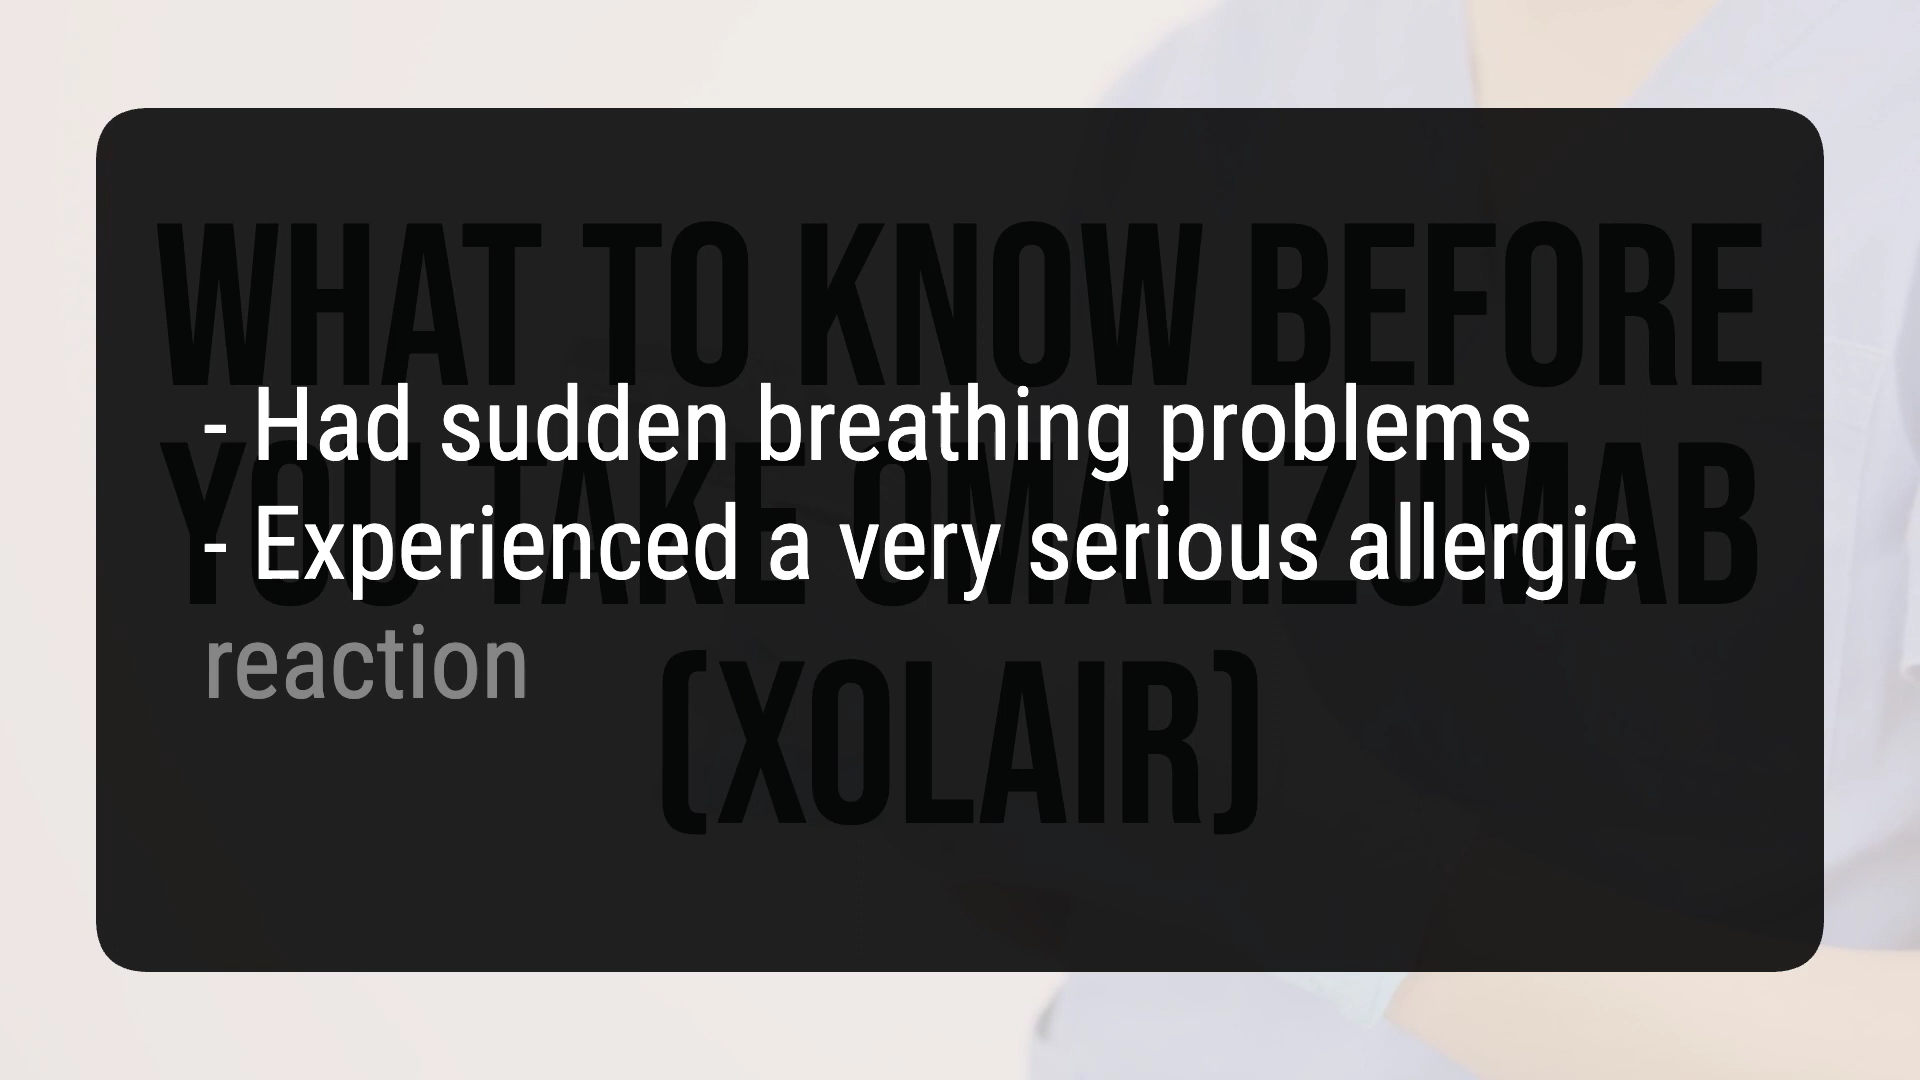 WHAT TO KNOW BEFORE
YOU TAKE OMALIZUMAB
(XOLAIR)
- Had sudden breathing problems
- Experienced a very serious allergic
reaction